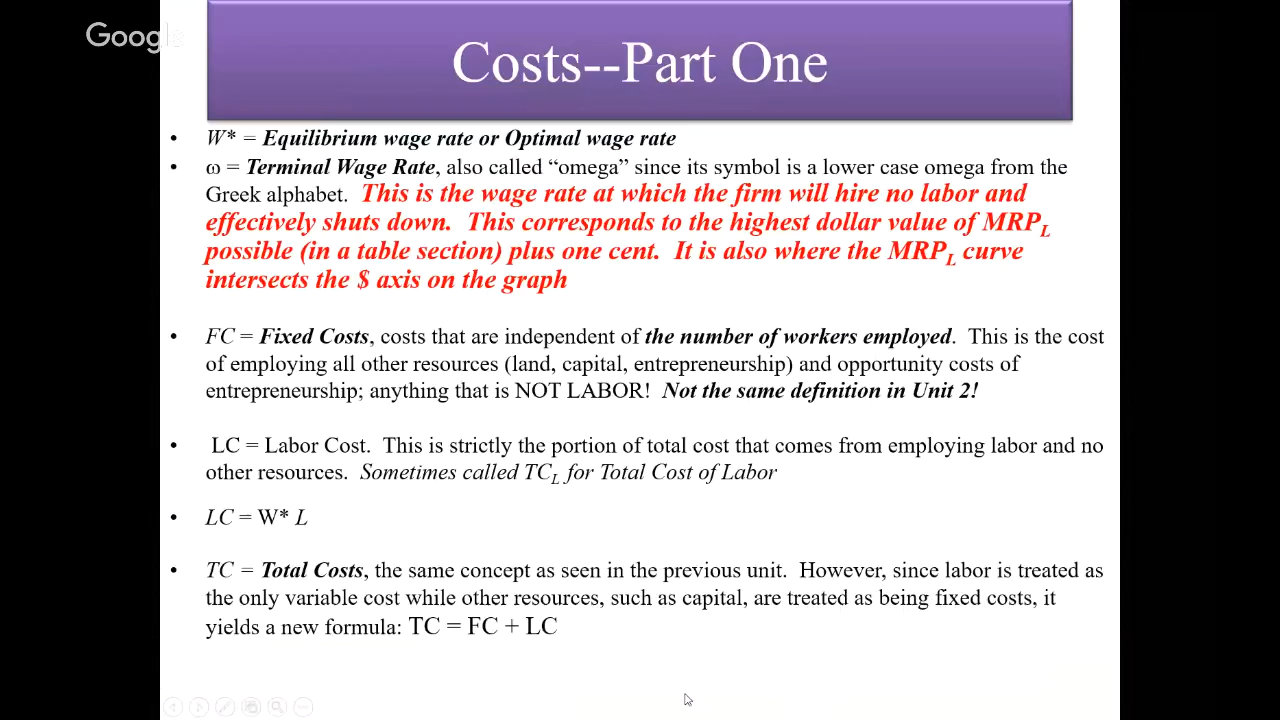 Google
Costs--Part One
• W* = Equilibrium wage rate or Optimal wage rate
• ω = Terminal Wage Rate, also called “omega” since its symbol is a lower case omega from the
Greek alphabet. This is the wage rate at which the firm will hire no labor and
effectively shuts down. This corresponds to the highest dollar value of MRPL
possible (in a table section) plus one cent. It is also where the MRPL curve
intersects the $ axis on the graph
• FC = Fixed Costs, costs that are independent of the number of workers employed. This is the cost
of employing all other resources (land, capital, entrepreneurship) and opportunity costs of
entrepreneurship; anything that is NOT LABOR! Not the same definition in Unit 2!
• LC = Labor Cost. This is strictly the portion of total cost that comes from employing labor and no
other resources. Sometimes called TCL for Total Cost of Labor
• LC = W* L
• TC = Total Costs, the same concept as seen in the previous unit. However, since labor is treated as
the only variable cost while other resources, such as capital, are treated as being fixed costs, it
yields a new formula: TC = FC + LC